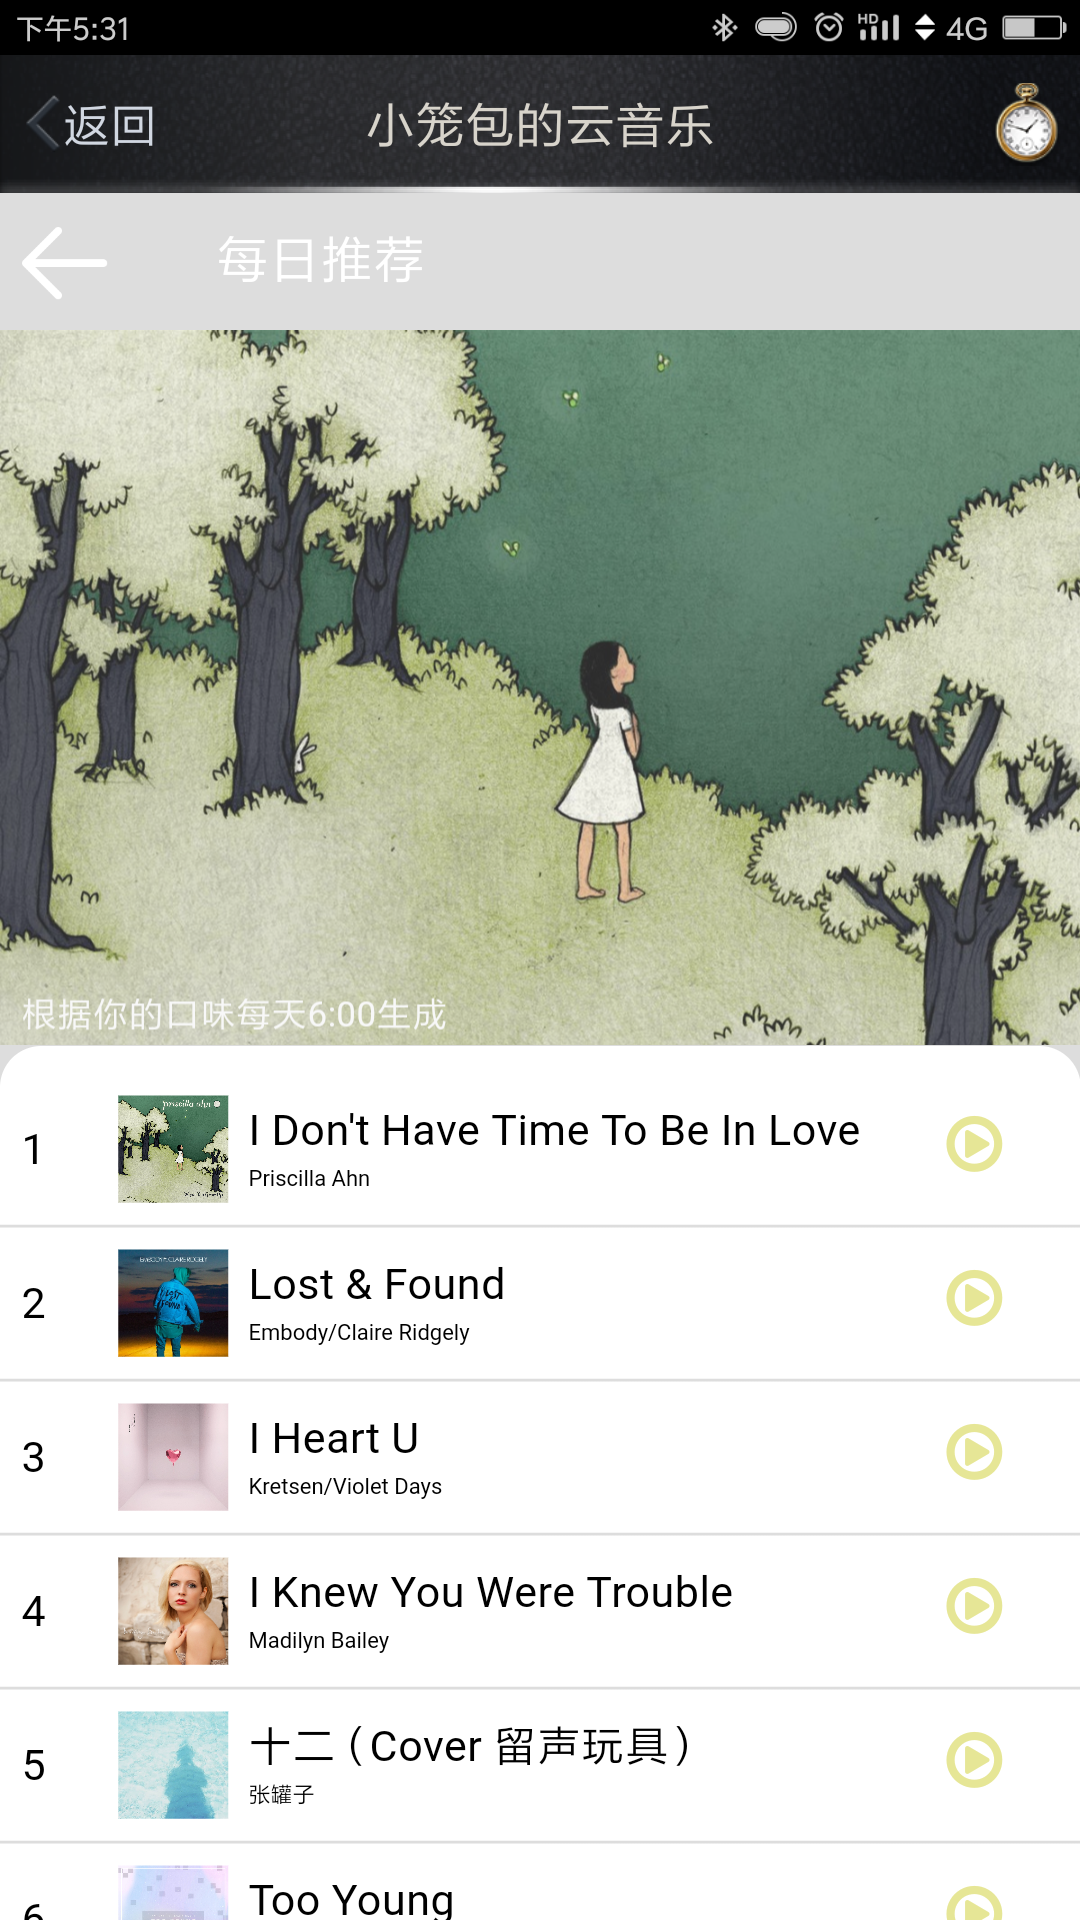 下午5:31
HD
4G
返回
小笼包的云音乐
每日推荐
根据你的口味每天6:00生成
1
I Don't Have Time To Be In Love
Priscilla Ahn
2
Lost & Found
Embody/Claire Ridgely
3
I Heart U
Kretsen/Violet Days
4
I Knew You Were Trouble
Madilyn Bailey
5
十二（Cover 留声玩具）
张罐子
6
Too Young